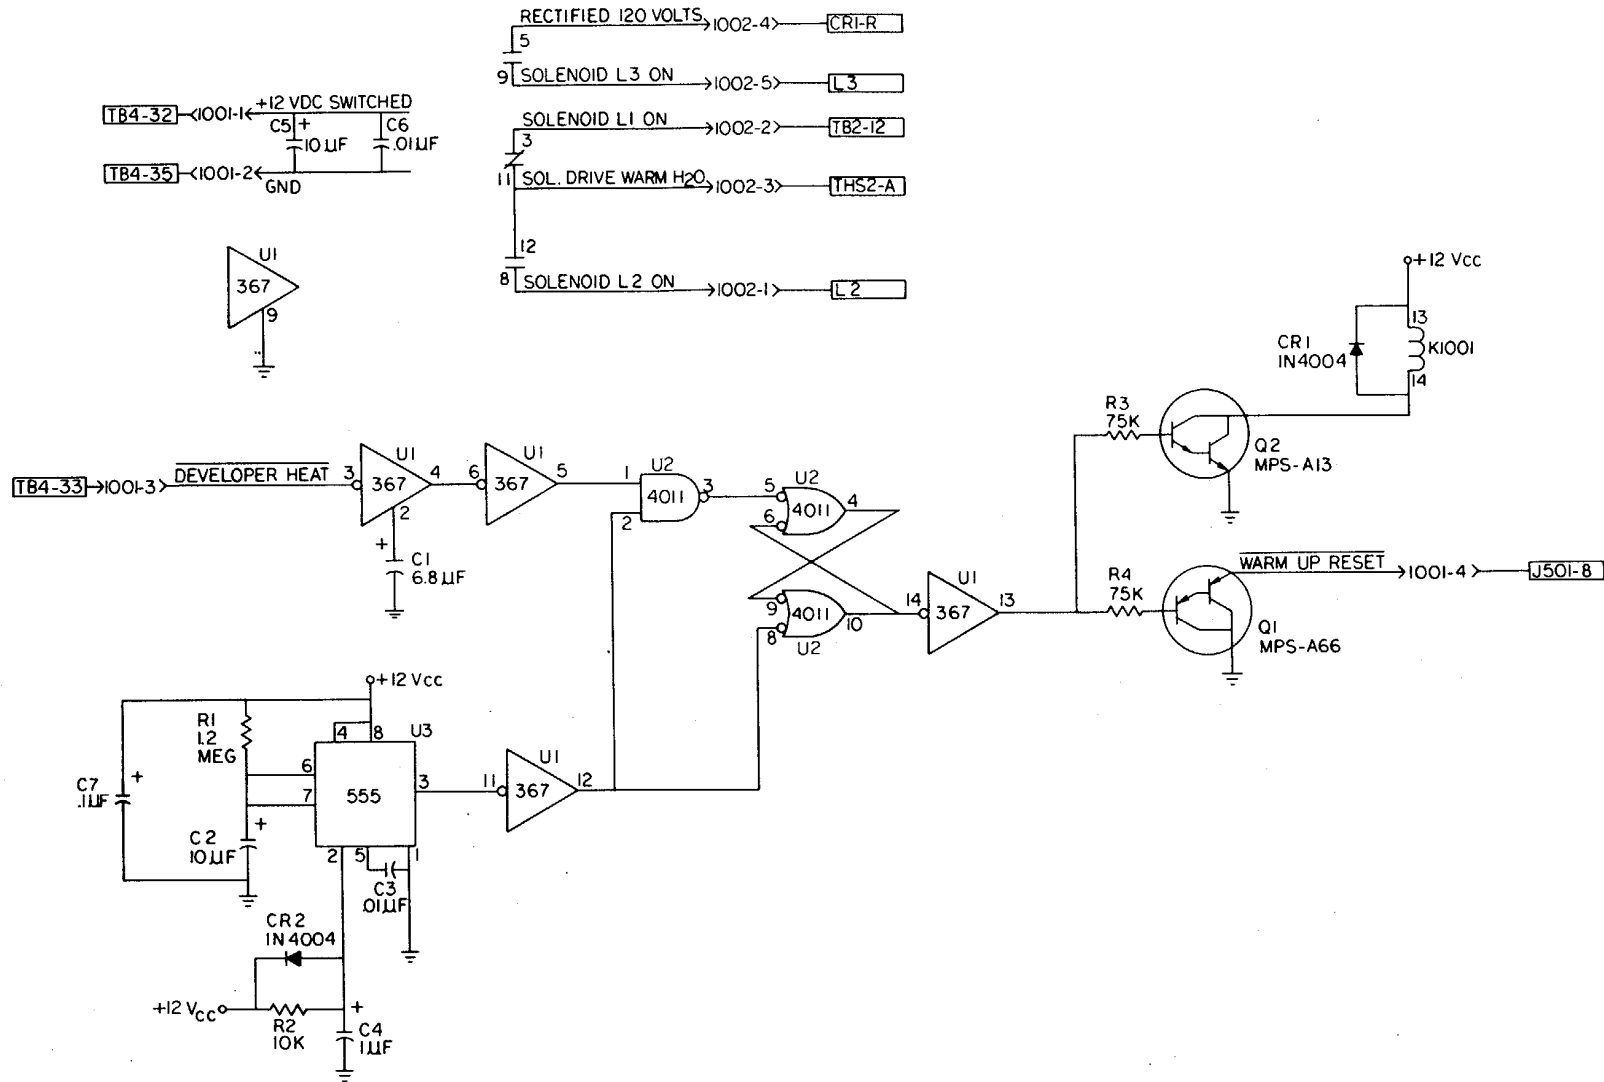 RECTIFIED 120 VOLTS 1002-4 CR1-R
5
9 SOLENOID L3 ON 1002-5 L3
SOLENOID L1 ON 1002-2 TB2-12
3
11 SOL. DRIVE WARM H2O 1002-3 THS2-A
12
8 SOLENOID L2 ON 1002-1 L2
TB4-32 1001-1 +12 VDC SWITCHED
C5 + C6
10 µF .01µF
TB4-35 1001-2
GND
U1
367
9
+12 Vcc
13
CR1
1N4004
K1001
14
R3
75K
Q2
MPS-A13
TB4-33 1001-3 DEVELOPER HEAT 3
U1
367
4
2
+
C1
6.8µF
6
U1
367
5
1
U2
4011
3
2
5
U2
4011
4
6
9
4011
10
8
U2
14
U1
367
13
R4
75K
WARM UP RESET 1001-4 J501-8
Q1
MPS-A66
+12 Vcc
R1
1.2
MEG
4 8 U3
6
7
555
3
C7
.1µF
+
C2
10µF
+
2 5 1
C3
.01µF
11
U1
367
12
CR2
1N4004
+12 Vcc
R2
10K
+
C4
1µF